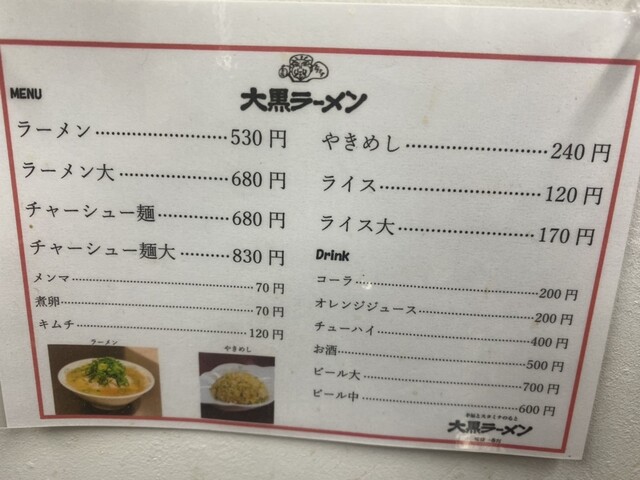 MENU
大黒ラーメン
ラーメン 530円
ラーメン大 680円
チャーシュー麺 680円
チャーシュー麺大 830円
メンマ 70円
煮卵 70円
キムチ 120円
ラーメン
やきめし
やきめし 240円
ライス 120円
ライス大 170円
Drink
コーラ 200円
オレンジジュース 200円
チューハイ 400円
お酒 500円
ビール大 700円
ビール中 600円
大黒ラーメン